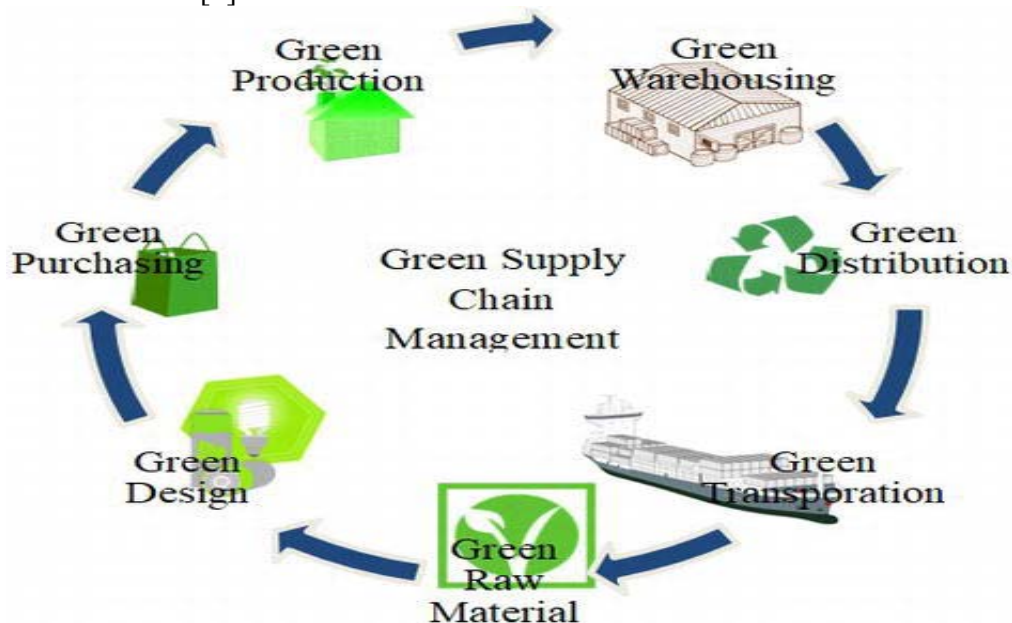 Green
Production
Green
Warehousing
Green
Distribution
Green
Transporation
Green
Raw
Material
Green
Design
Green
Purchasing
Green Supply
Chain
Management